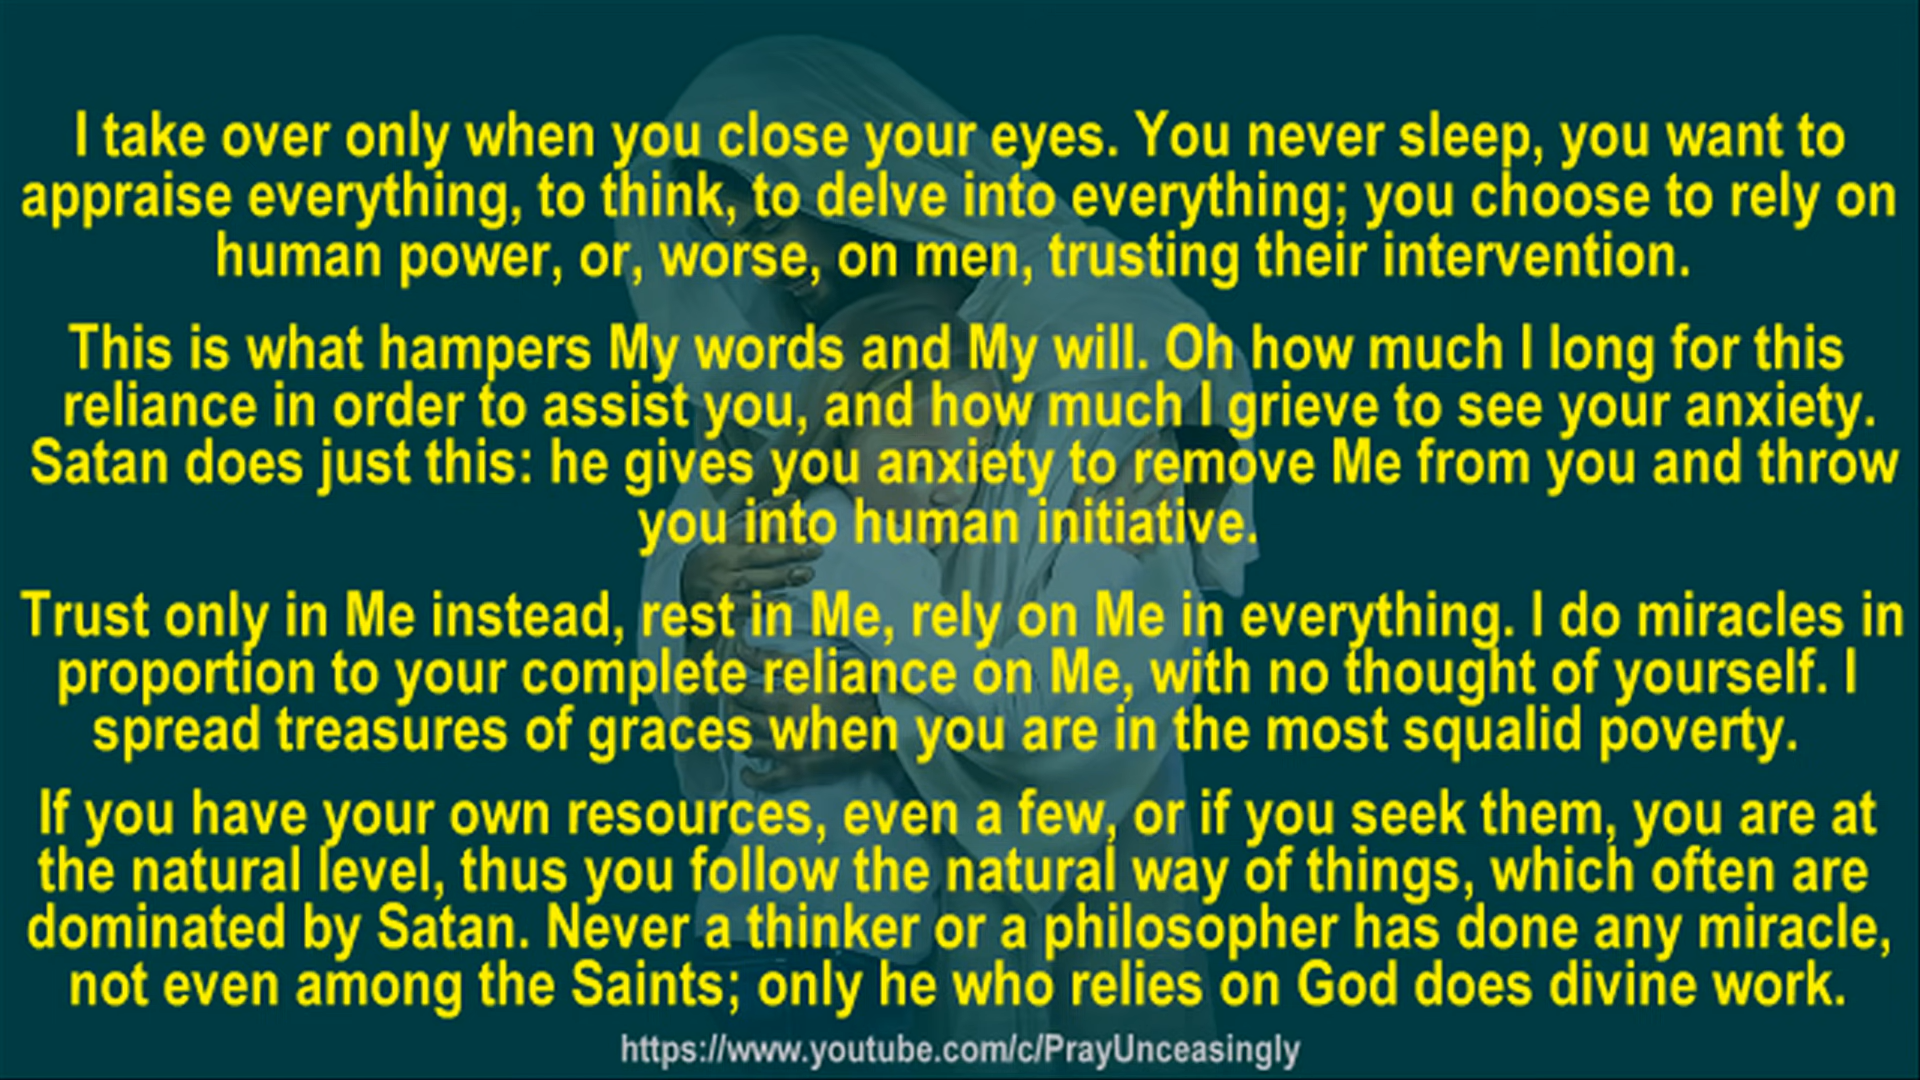 I take over only when you close your eyes. You never sleep, you want to
appraise everything, to think, to delve into everything; you choose to rely on
human power, or, worse, on men, trusting their intervention.
This is what hampers My words and My will. Oh how much I long for this
reliance in order to assist you, and how much I grieve to see your anxiety.
Satan does just this: he gives you anxiety to remove Me from you and throw
you into human initiative.
Trust only in Me instead, rest in Me, rely on Me in everything. I do miracles in
proportion to your complete reliance on Me, with no thought of yourself. I
spread treasures of graces when you are in the most squalid poverty.
If you have your own resources, even a few, or if you seek them, you are at
the natural level, thus you follow the natural way of things, which often are
dominated by Satan. Never a thinker or a philosopher has done any miracle,
not even among the Saints; only he who relies on God does divine work.
https://www.youtube.com/c/PrayUnceasingly